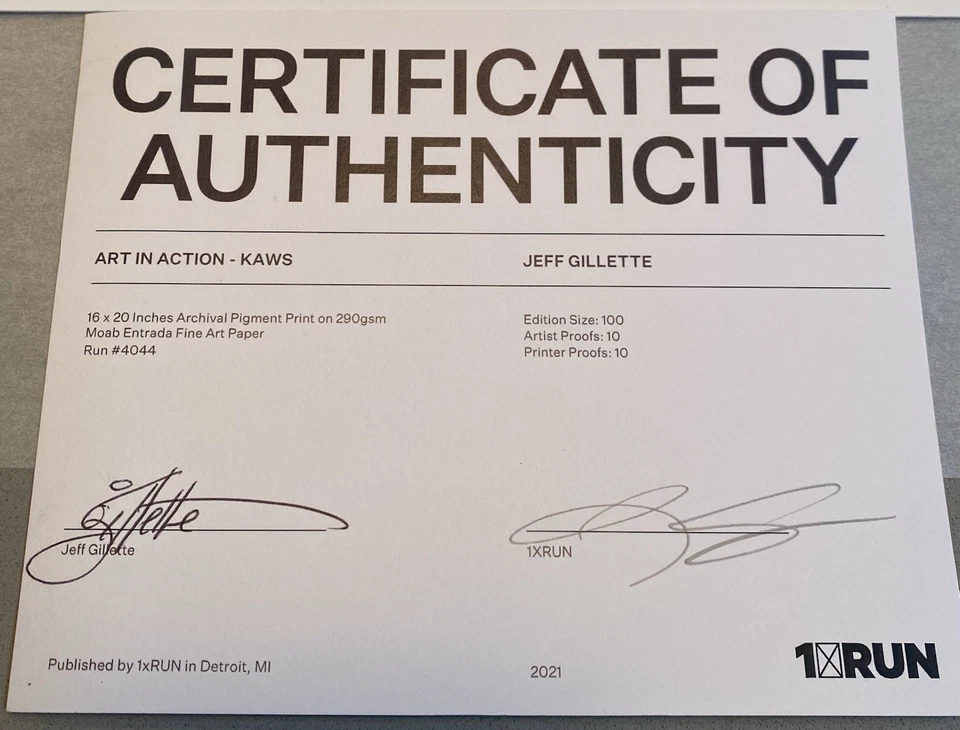 CERTIFICATE OF
AUTHENTICITY
ART IN ACTION - KAWS
JEFF GILLETTE
16 x 20 Inches Archival Pigment Print on 290gsm
Moab Entrada Fine Art Paper
Run #4044
Edition Size: 100
Artist Proofs: 10
Printer Proofs: 10
Gillette
Jeff Gillette
1XRUN
Published by 1xRUN in Detroit, MI
2021
1XRUN